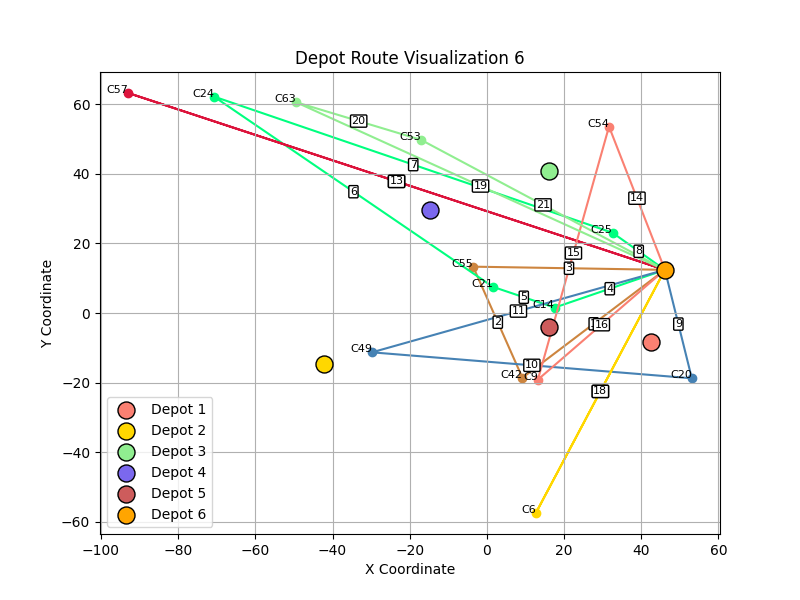 Depot Route Visualization 6
Y Coordinate
60
40
20
0
−20
−40
−60
C57
C24
C63
C53
C54
C25
C55
C21
C14
C49
C42
C9
C20
C6
20
7
13
6
19
21
14
15
8
3
4
5
11
2
16
9
10
18
Depot 1
Depot 2
Depot 3
Depot 4
Depot 5
Depot 6
−100
−80
−60
−40
−20
0
20
40
60
X Coordinate